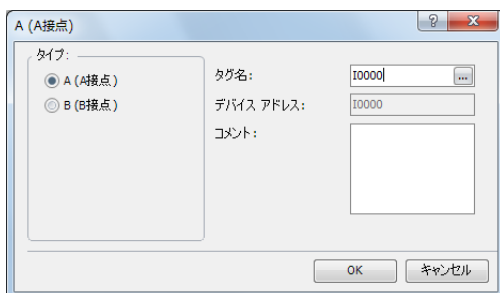 A (A接点)
タイプ:
A (A接点)
B (B接点)
タグ名:
I0000
...
デバイス アドレス:
I0000
コメント:
OK
キャンセル